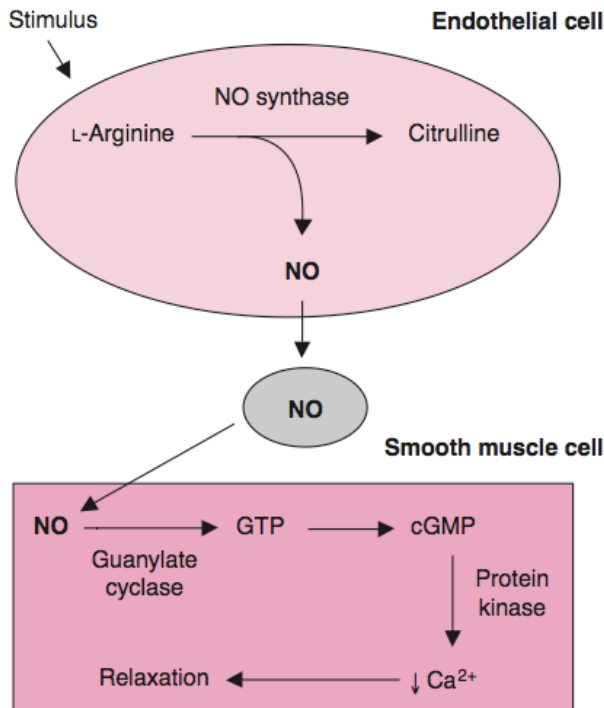 Stimulus
Endothelial cell
NO synthase
L-Arginine
Citrulline
NO
NO
Smooth muscle cell
NO
GTP
cGMP
Guanylate
cyclase
Protein
kinase
Relaxation
↓ Ca²⁺